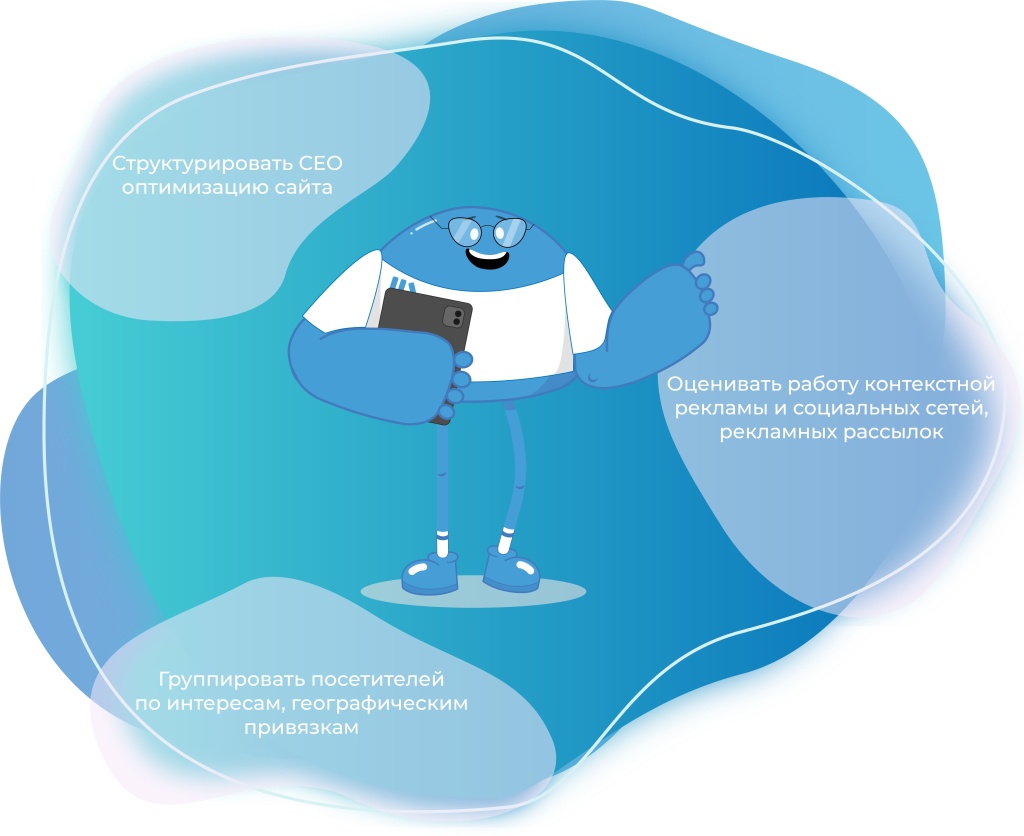 Структурировать СЕО
оптимизацию сайта
Оценивать работу контекстной
рекламы и социальных сетей,
рекламных рассылок
Группировать посетителей
по интересам, географическим
привязкам